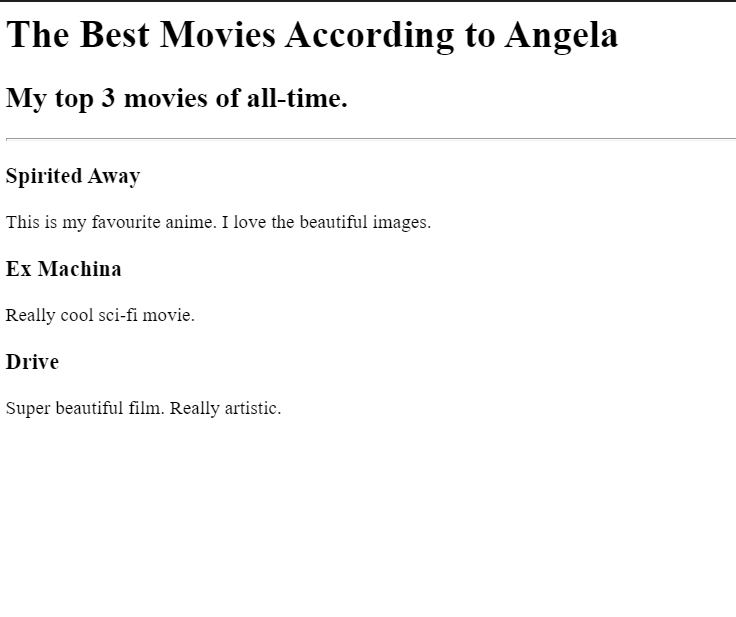 The Best Movies According to Angela
My top 3 movies of all-time.
Spirited Away
This is my favourite anime. I love the beautiful images.
Ex Machina
Really cool sci-fi movie.
Drive
Super beautiful film. Really artistic.